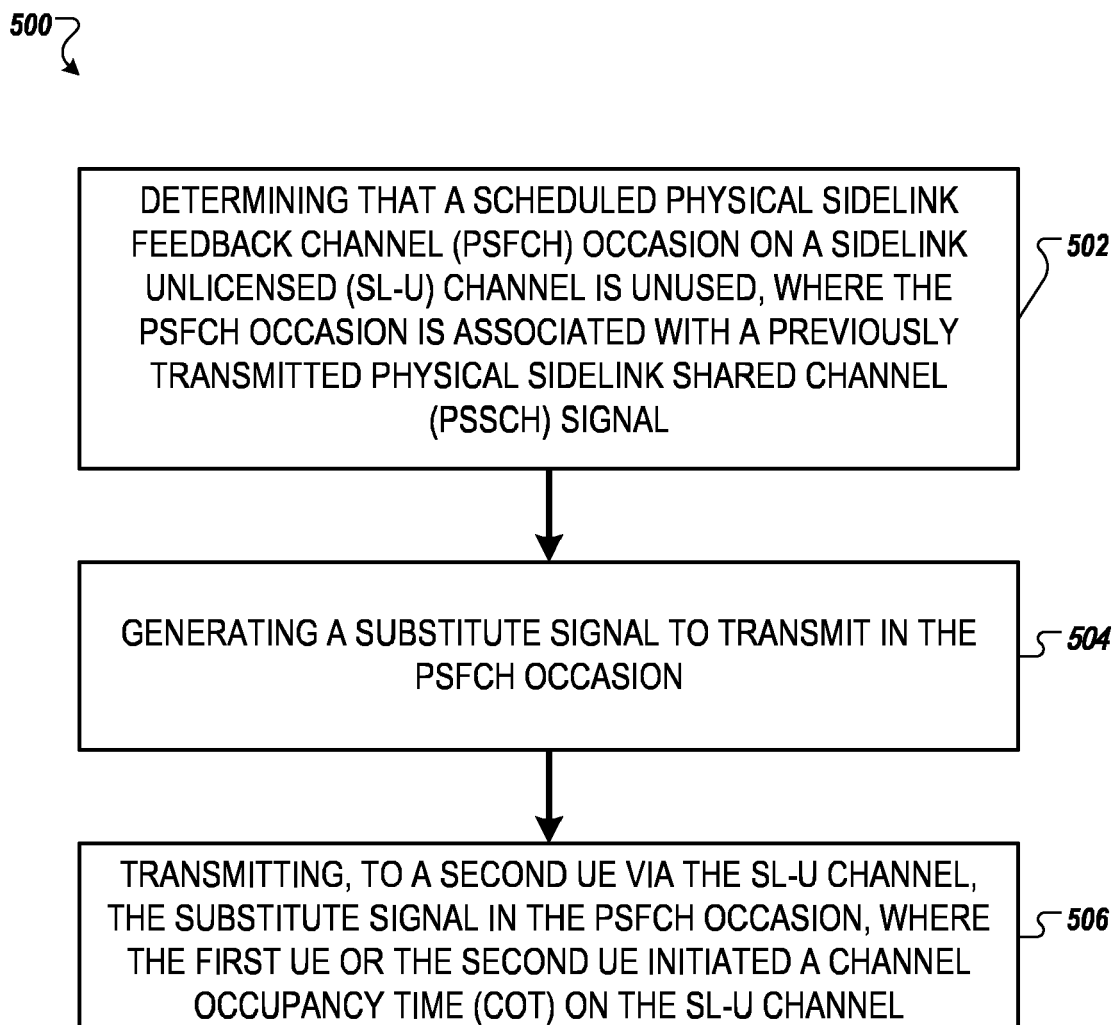 500
DETERMINING THAT A SCHEDULED PHYSICAL SIDELINK
FEEDBACK CHANNEL (PSFCH) OCCASION ON A SIDELINK
UNLICENSED (SL-U) CHANNEL IS UNUSED, WHERE THE
PSFCH OCCASION IS ASSOCIATED WITH A PREVIOUSLY
TRANSMITTED PHYSICAL SIDELINK SHARED CHANNEL
(PSSCH) SIGNAL
502
GENERATING A SUBSTITUTE SIGNAL TO TRANSMIT IN THE
PSFCH OCCASION
504
TRANSMITTING, TO A SECOND UE VIA THE SL-U CHANNEL,
THE SUBSTITUTE SIGNAL IN THE PSFCH OCCASION, WHERE
THE FIRST UE OR THE SECOND UE INITIATED A CHANNEL
OCCUPANCY TIME (COT) ON THE SL-U CHANNEL
506